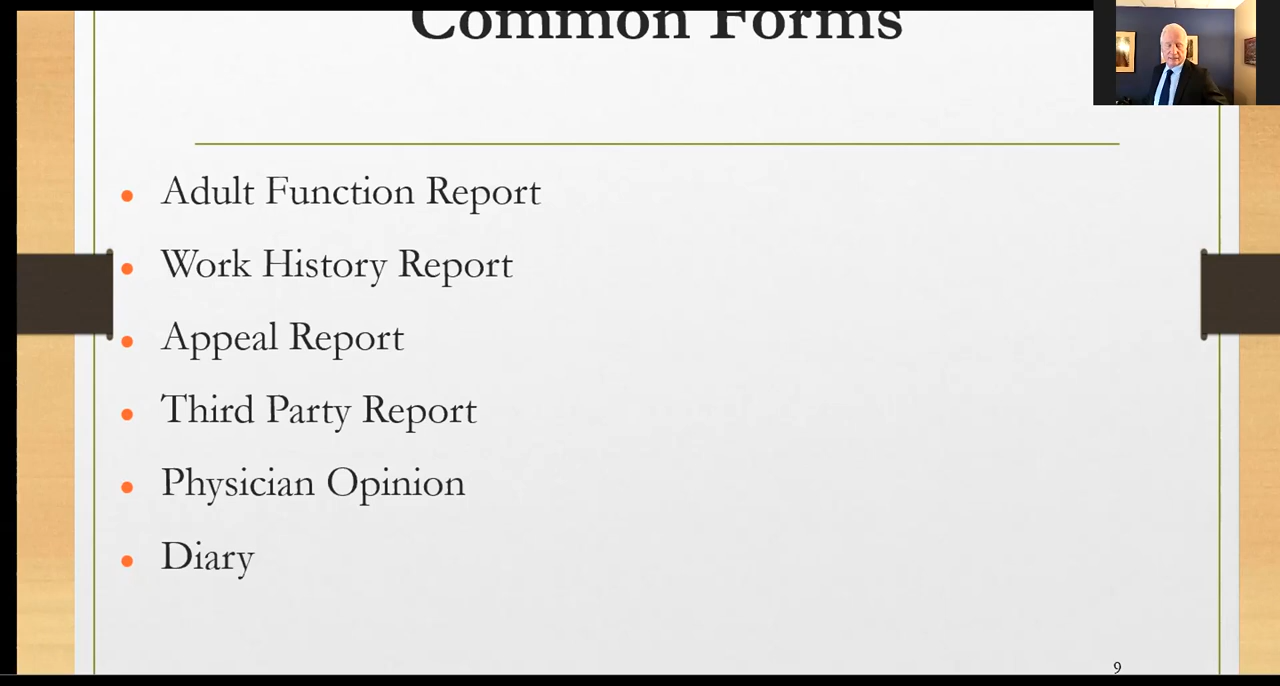 Common Forms
Adult Function Report
Work History Report
Appeal Report
Third Party Report
Physician Opinion
Diary
9